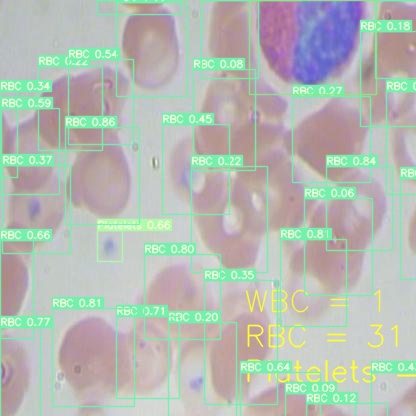 RBC 0.18
RBC 0.54
RBC 0.22
RBC 0.08
RBC 0.34
RBC 0.27
RBC 0.59
RBC 0.86
RBC 0.45
RBC 0.37
RBC 0.22
RBC 0.84
RBC 0.06
Platelets 0.66
RBC 0.66
RBC 0.81
RBC 0.80
RBC 0.35
WBC = 1
RBC 0.81
RBC 0.71
RBC 0.20
RBC 0.77
RBC = 31
RBC 0.64
Platelets =
RBC 0.09
RBC 0.12